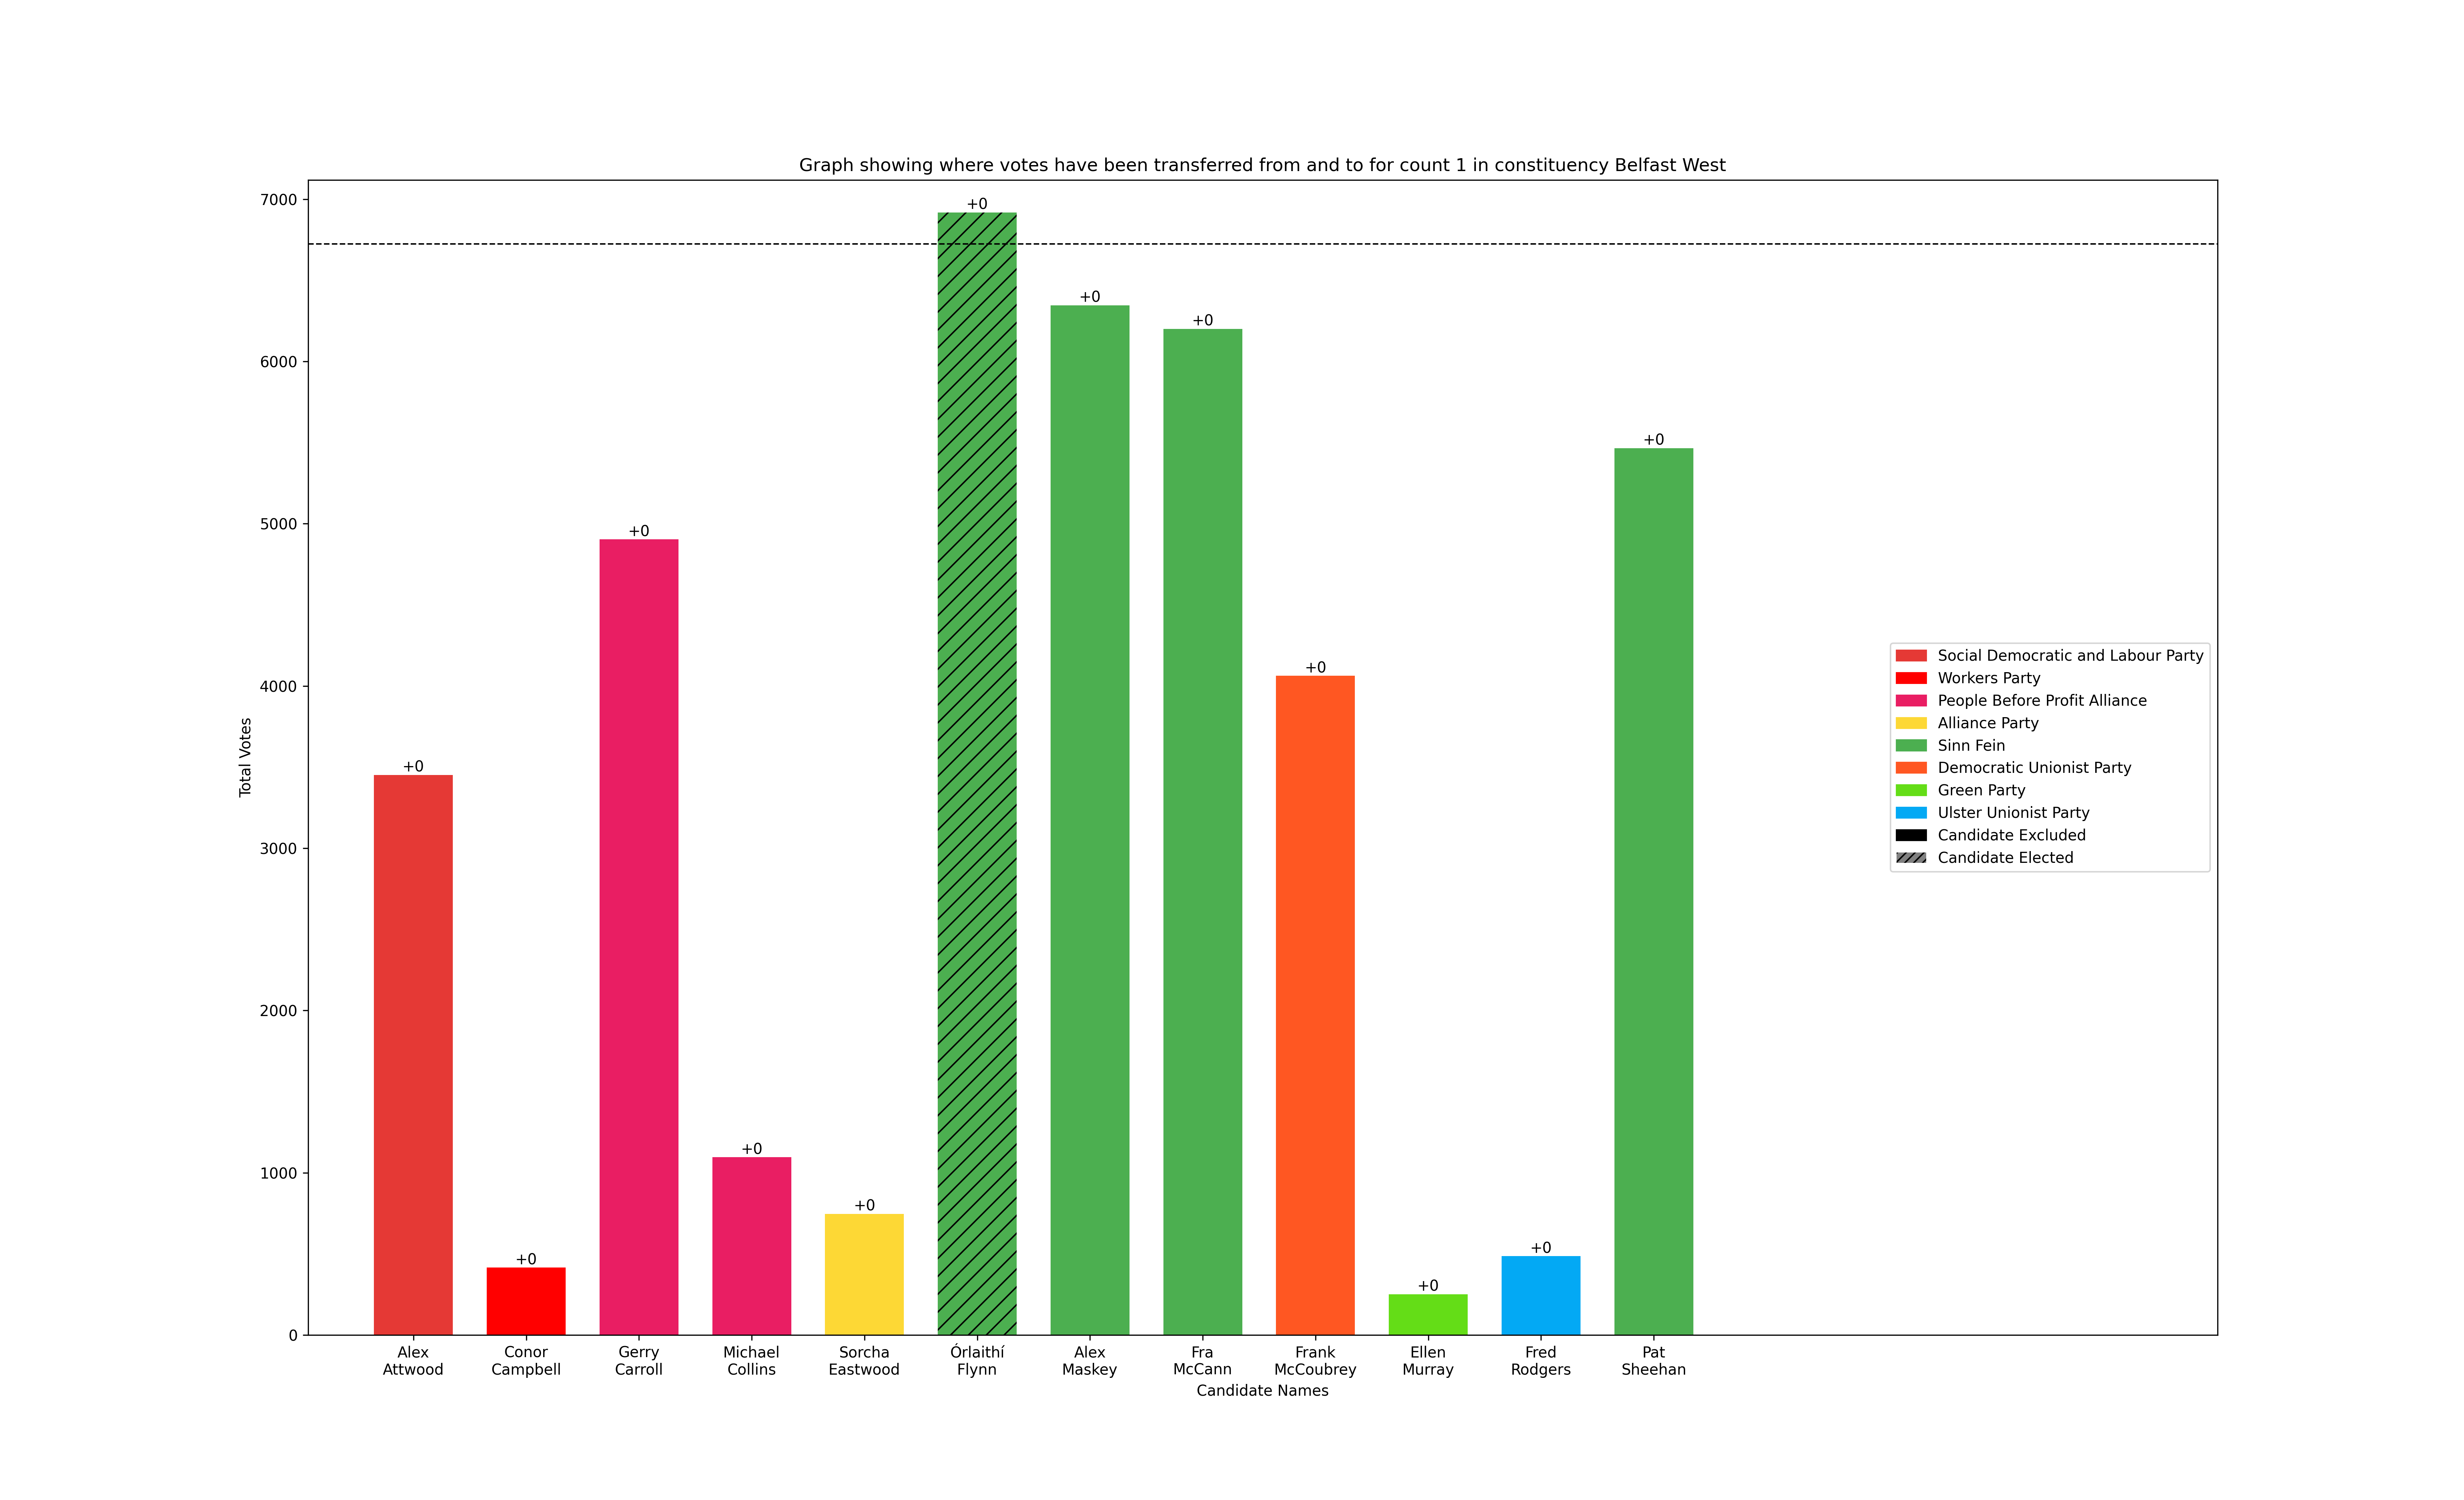 Graph showing where votes have been transferred from and to for count 1 in constituency Belfast West
Total Votes
7000
6000
5000
4000
3000
2000
1000
0
+0
+0
+0
+0
+0
+0
+0
+0
+0
+0
+0
+0
Social Democratic and Labour Party
Workers Party
People Before Profit Alliance
Alliance Party
Sinn Fein
Democratic Unionist Party
Green Party
Ulster Unionist Party
Candidate Excluded
Candidate Elected
Alex
Attwood
Conor
Campbell
Gerry
Carroll
Michael
Collins
Sorcha
Eastwood
Órlaithí
Flynn
Alex
Maskey
Fra
McCann
Frank
McCoubrey
Ellen
Murray
Fred
Rodgers
Pat
Sheehan
Candidate Names